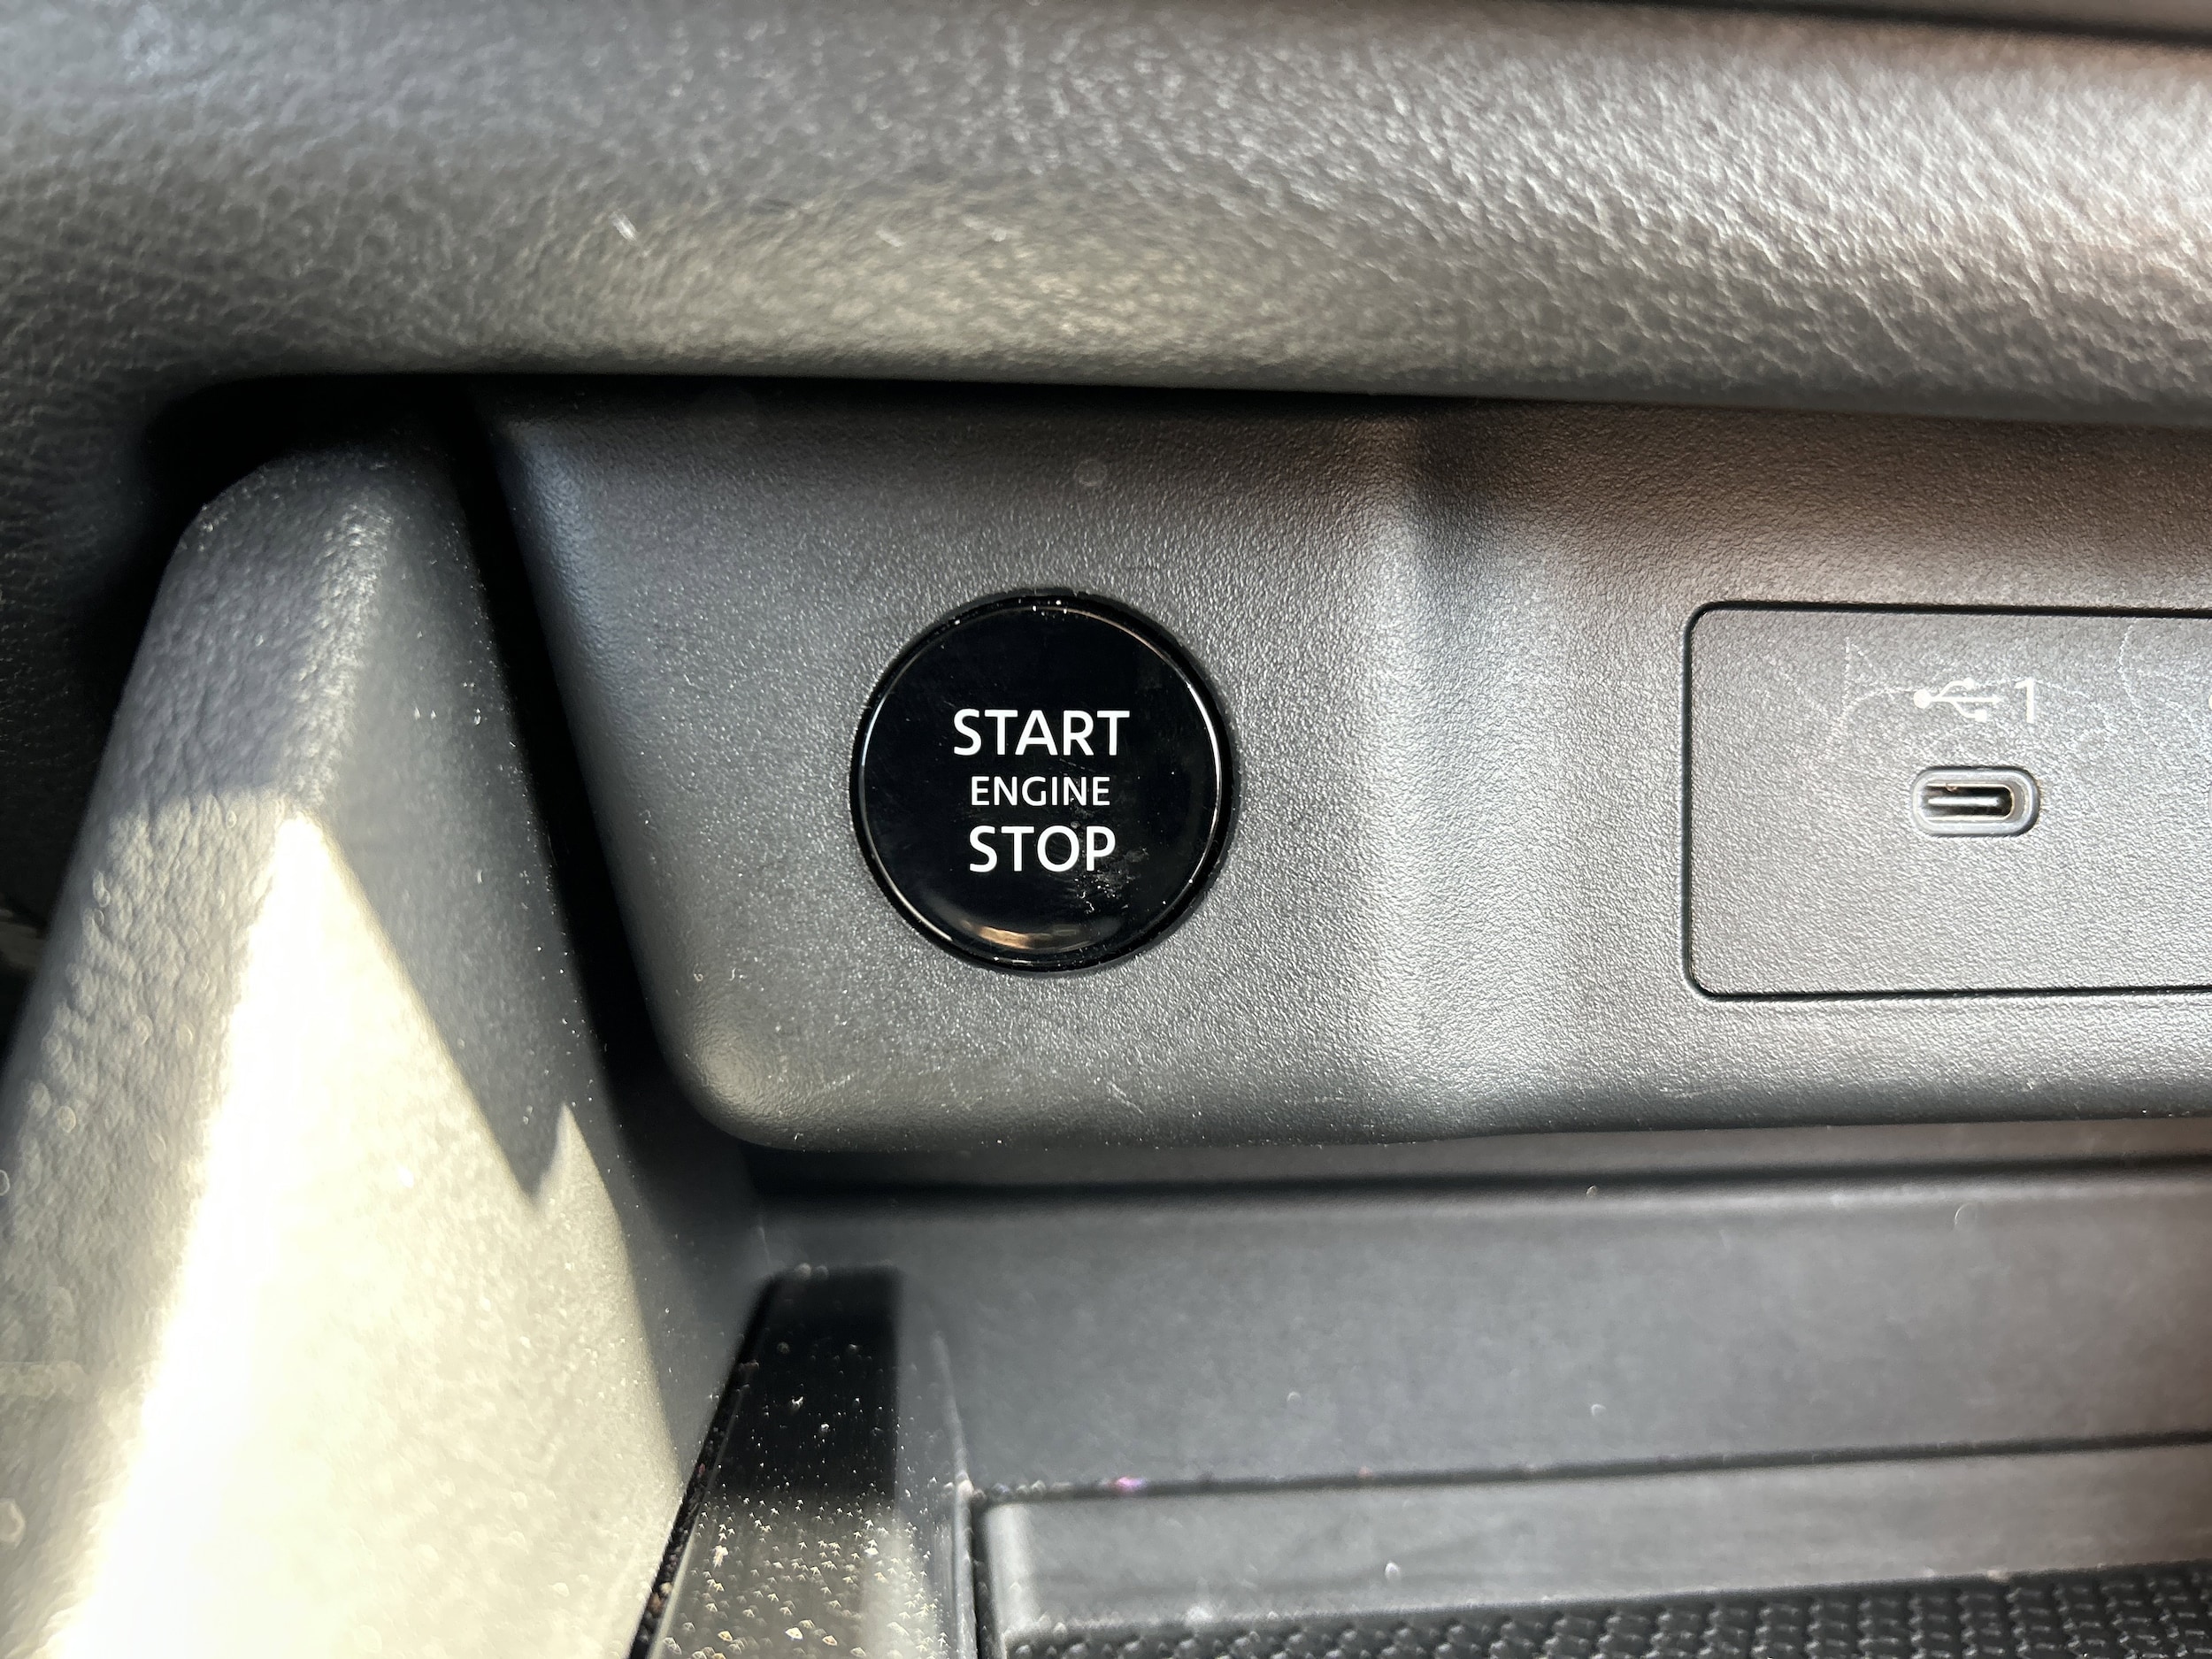 START
ENGINE
STOP
1